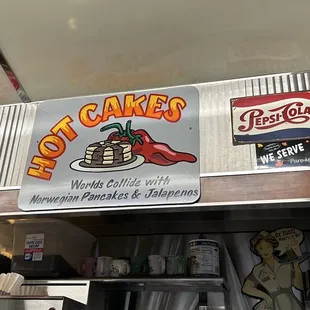 HOT CAKES
Worlds Collide with
Norwegian Pancakes & Jalapenos
PEPSI-COLA
WE SERVE